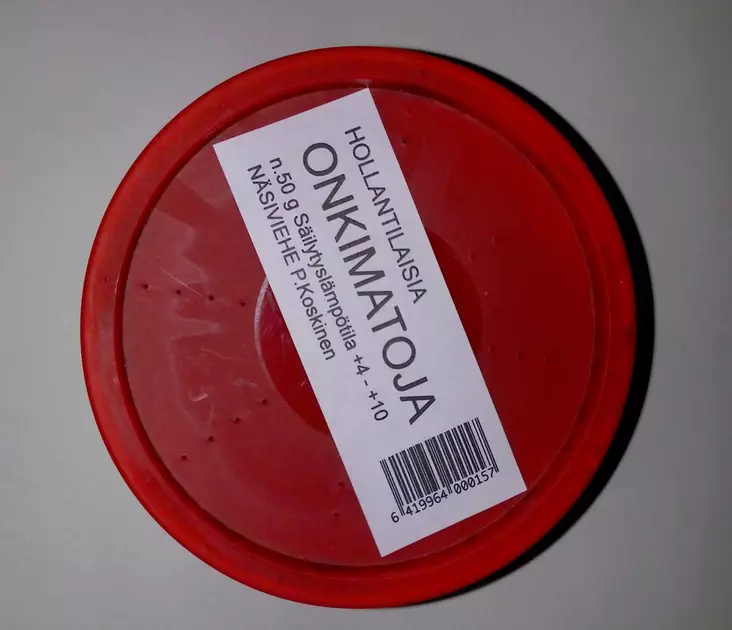 HOLLANTILAISIA
ONKIMATOJA
n.50 g Säilytyslämpötila +4 - +10
NÄSIVIEHE P.Koskinen
6 419964 000157